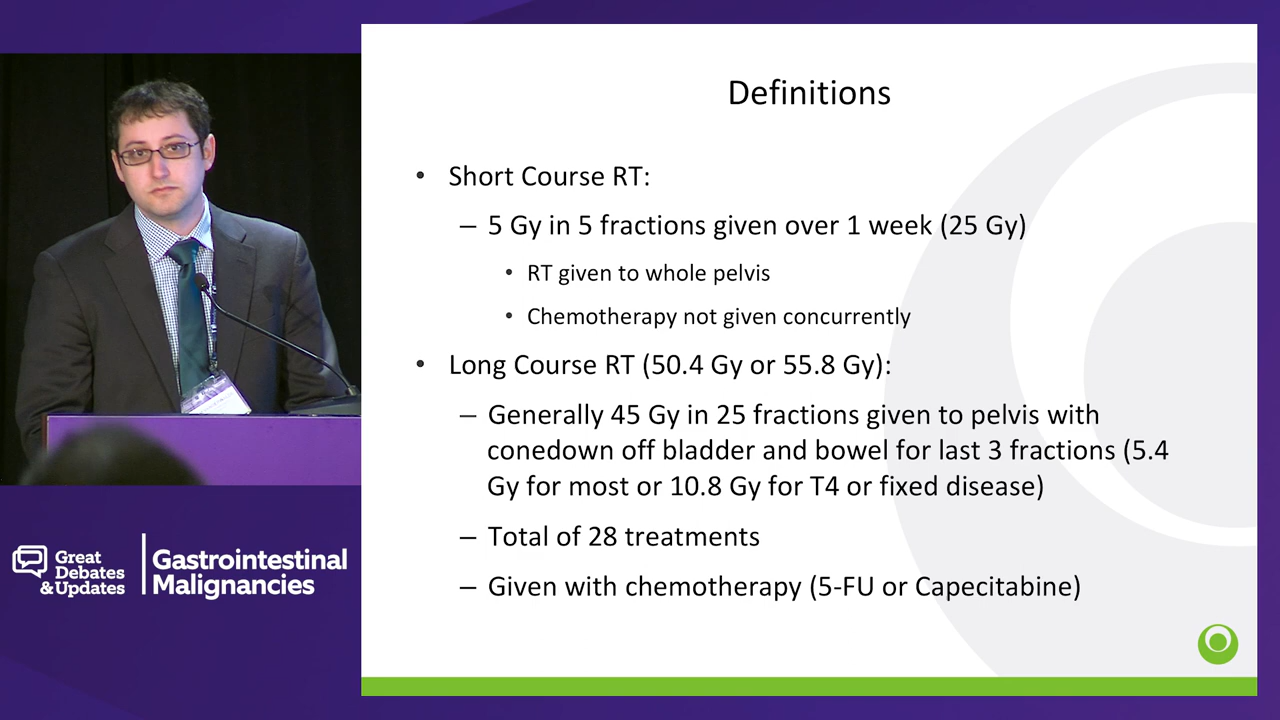 Definitions
• Short Course RT:
– 5 Gy in 5 fractions given over 1 week (25 Gy)
• RT given to whole pelvis
• Chemotherapy not given concurrently
• Long Course RT (50.4 Gy or 55.8 Gy):
– Generally 45 Gy in 25 fractions given to pelvis with
conedown off bladder and bowel for last 3 fractions (5.4
Gy for most or 10.8 Gy for T4 or fixed disease)
– Total of 28 treatments
– Given with chemotherapy (5-FU or Capecitabine)
Great
Debates
& Updates
Gastrointestinal
Malignancies